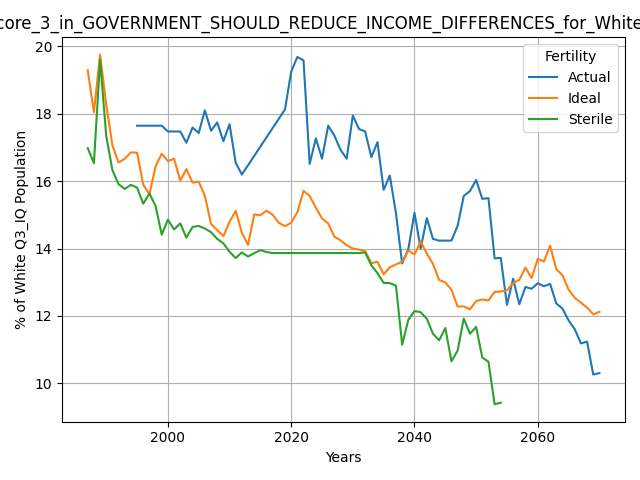 core_3_in_GOVERNMENT_SHOULD_REDUCE_INCOME_DIFFERENCES_for_White
Fertility
Actual
Ideal
Sterile
% of White Q3_IQ Population
20
18
16
14
12
10
2000 2020 2040 2060
Years